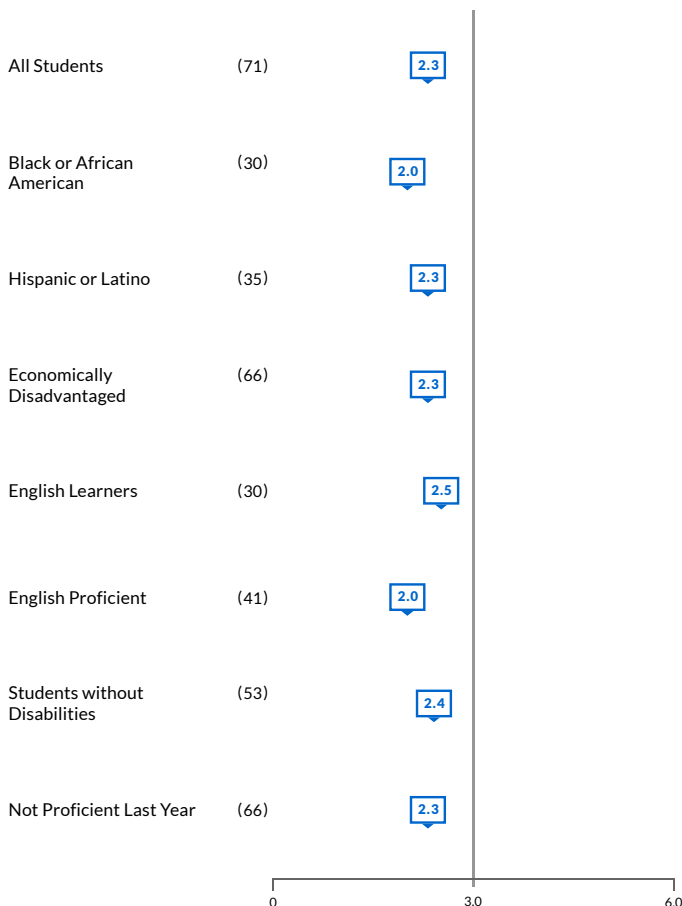 All Students (71) 2.3
Black or African (30) 2.0
American
Hispanic or Latino (35) 2.3
Economically (66) 2.3
Disadvantaged
English Learners (30) 2.5
English Proficient (41) 2.0
Students without (53) 2.4
Disabilities
Not Proficient Last Year (66) 2.3
0 3.0 6.0